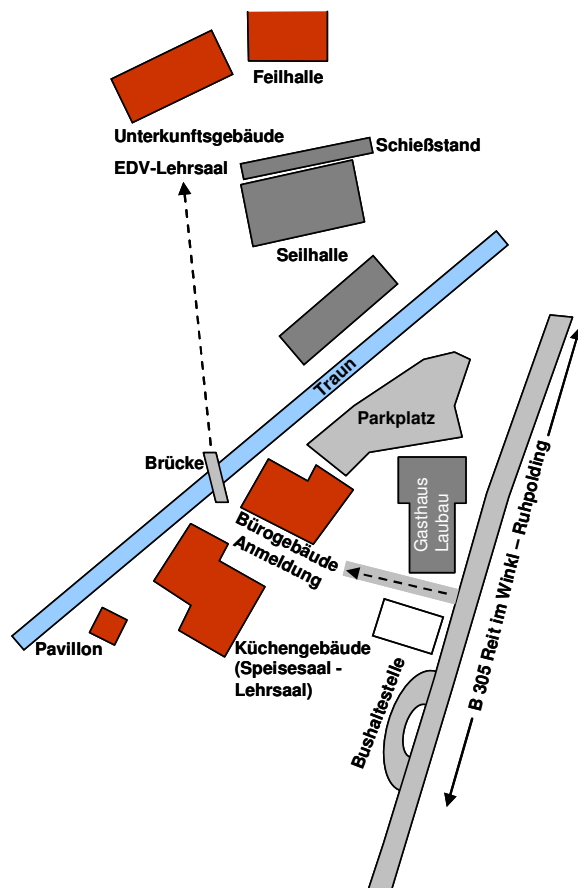 Feilhalle
Unterkunftsgebäude
EDV-Lehrsaal
Schießstand
Seilhalle
Traun
Parkplatz
Brücke
Gasthaus
Laubau
Bürogebäude
Anmeldung
B 305 Reit im Winkl – Ruhpolding
Pavillon
Küchengebäude
(Speisesaal -
Lehrsaal)
Bushaltestelle